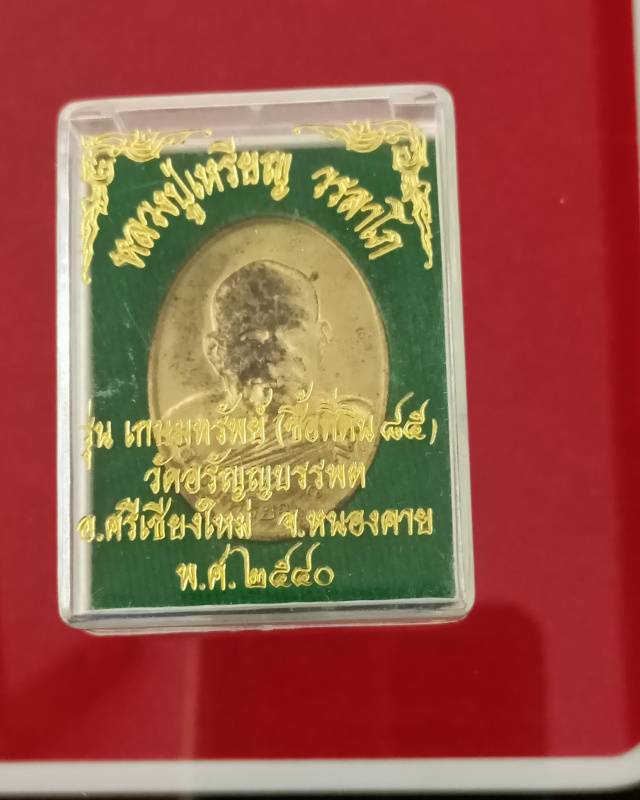 หลวงปู่เหรียญ วรลาโภ
รุ่น เกษมทรัพย์ (ซื้อที่ดิน ๘๕)
วัดอรัญญบรรพต
อ.ศรีเชียงใหม่ จ.หนองคาย
พ.ศ.๒๕๔๐